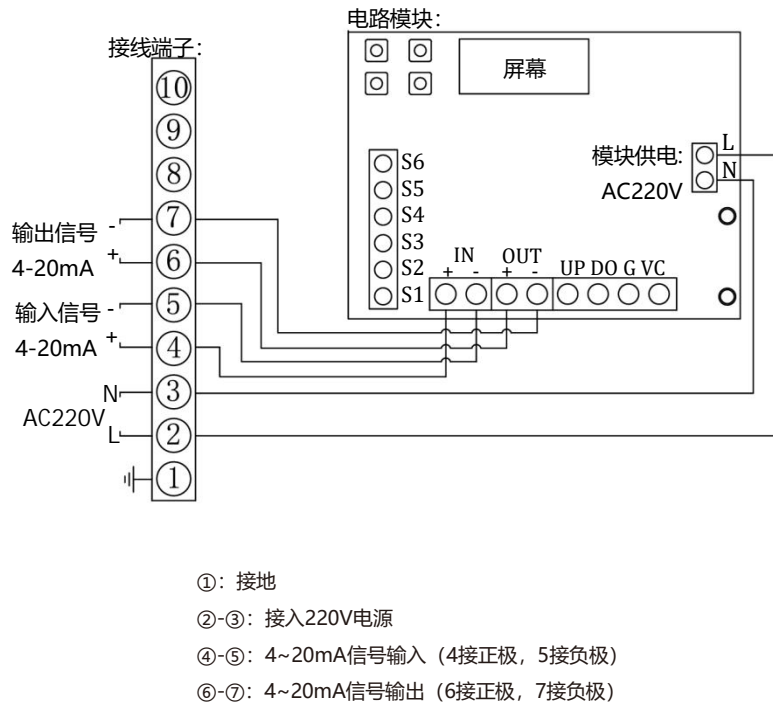 电路模块:
接线端子:
屏幕
⑩
⑨
⑧
⑦
⑥
⑤
④
③
②
①
输出信号 -
4-20mA +
输入信号 -
4-20mA +
N
AC220V
L
模块供电: L
AC220V N
S6
S5
S4
S3
S2
S1
IN OUT UP DO G VC
+ - + -
①：接地
②-③：接入220V电源
④-⑤：4~20mA信号输入（4接正极，5接负极）
⑥-⑦：4~20mA信号输出（6接正极，7接负极）